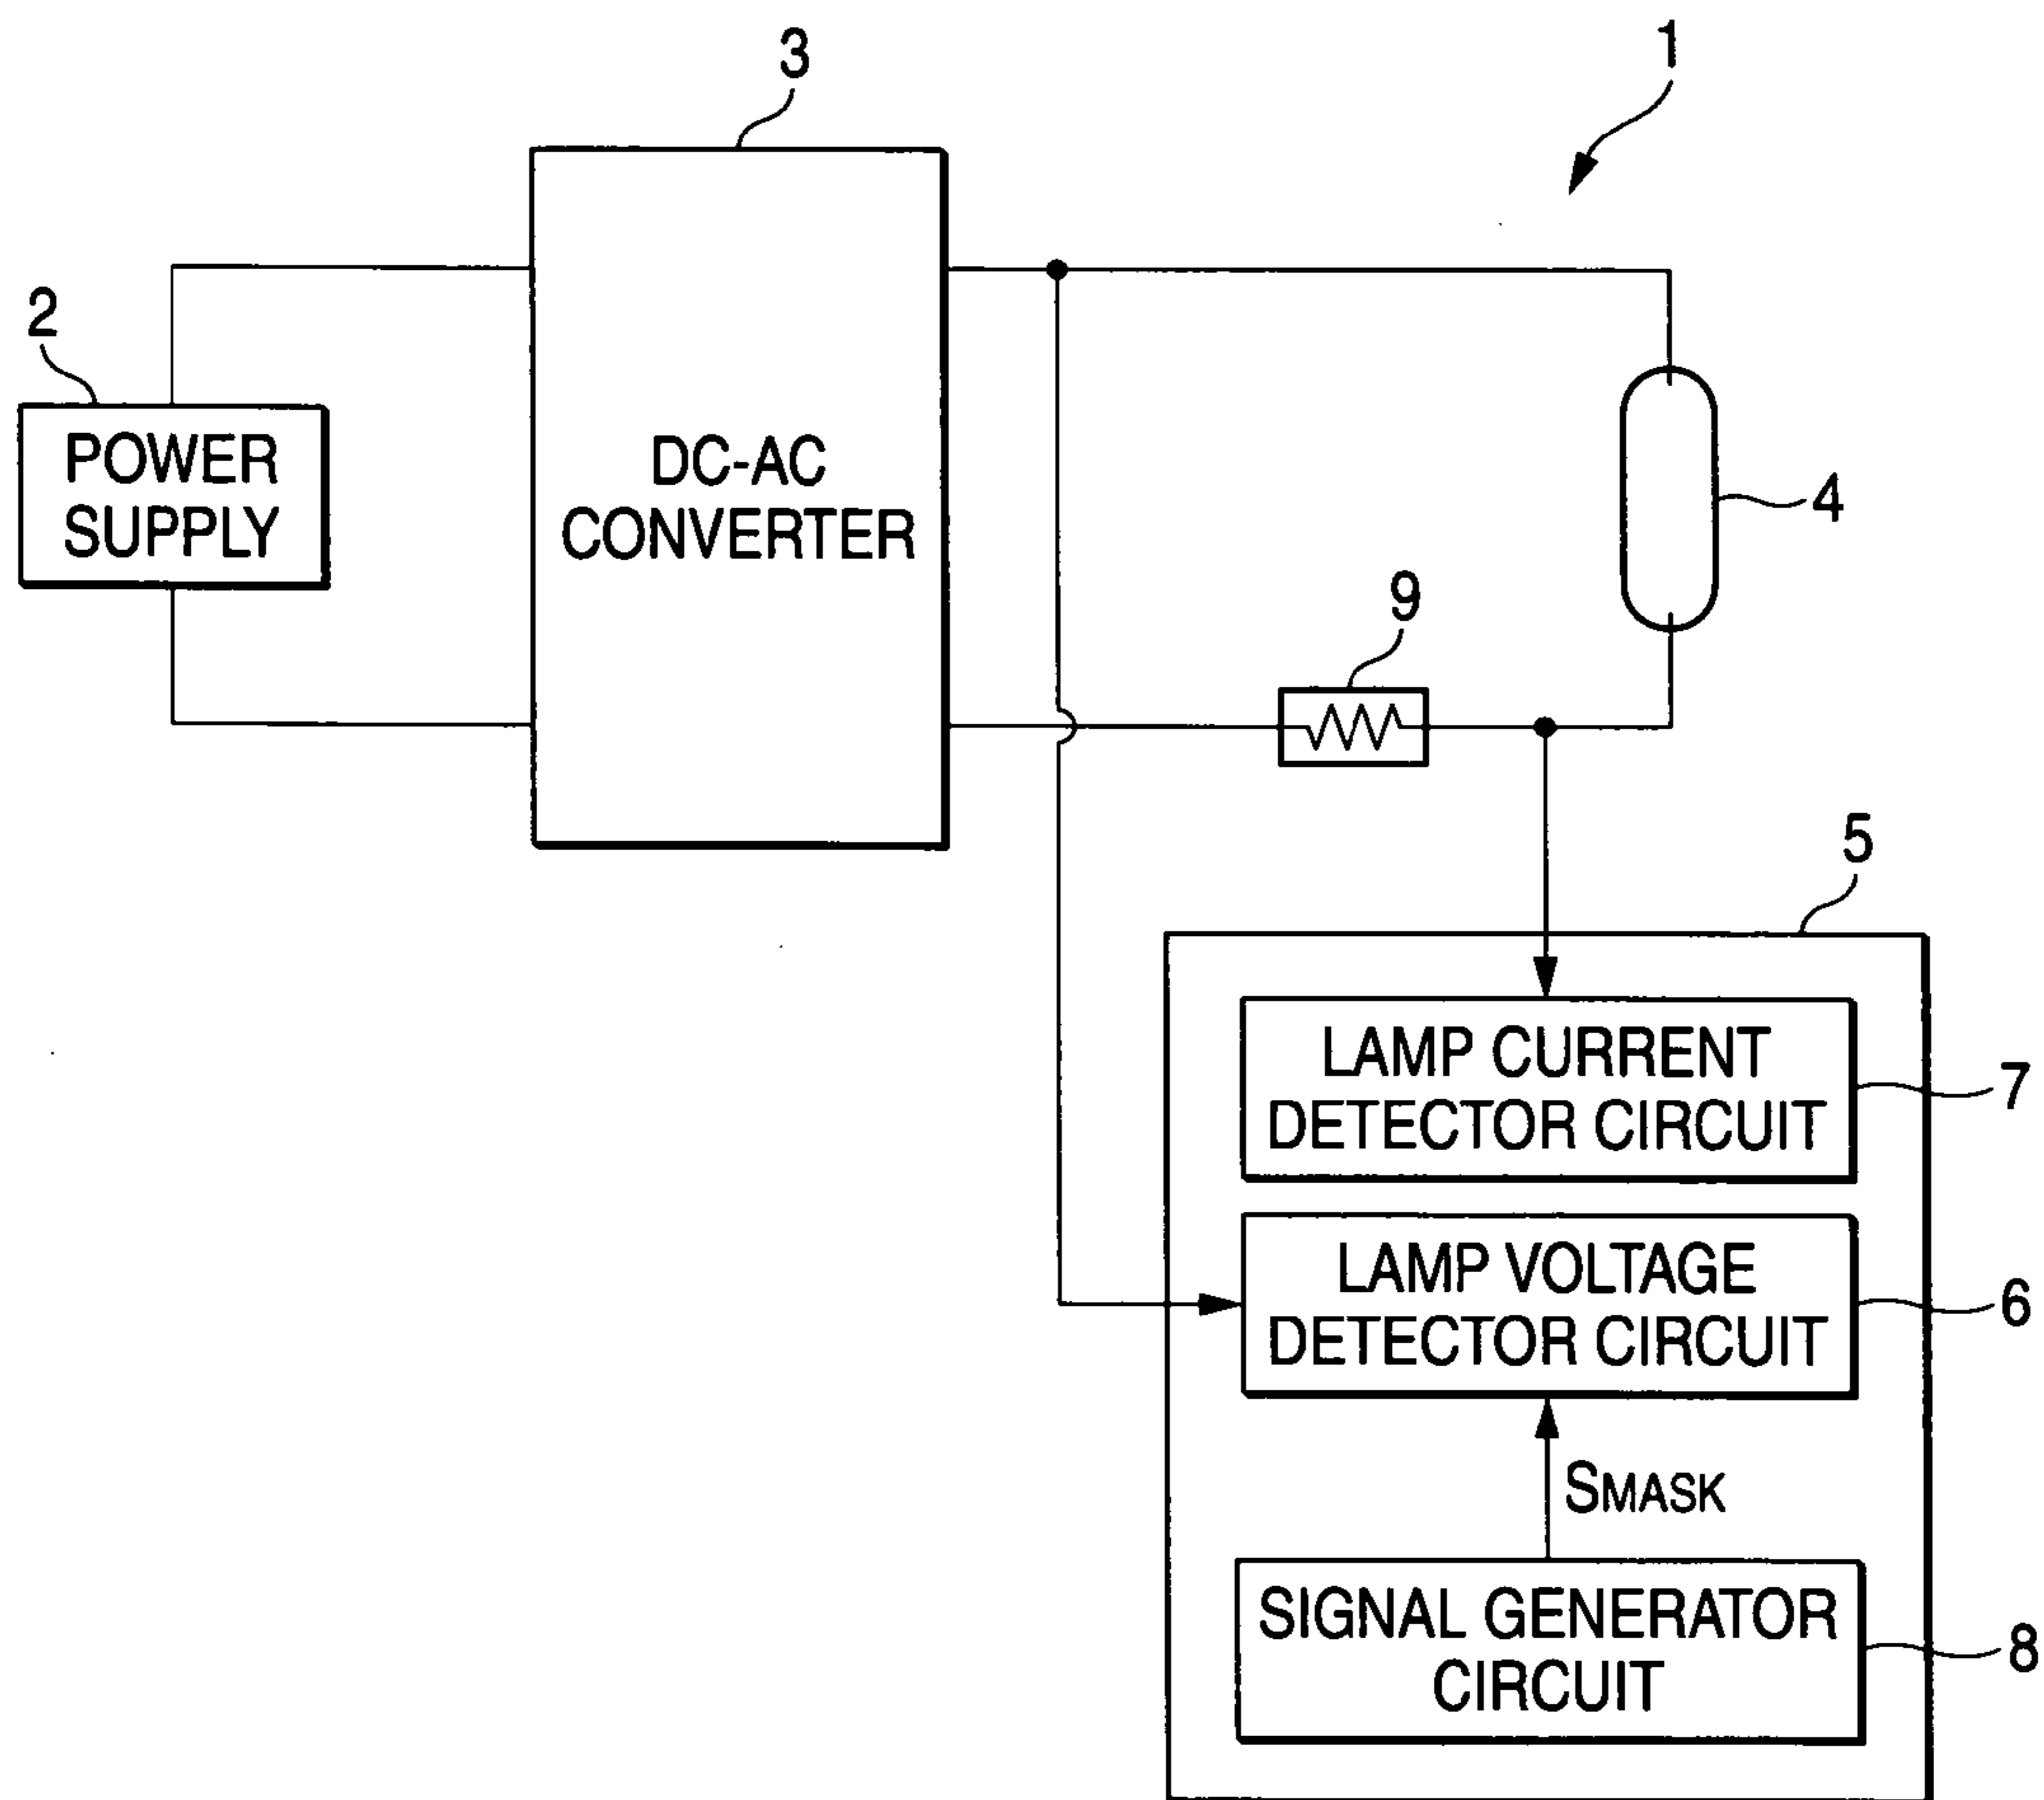 1
3
2
POWER
SUPPLY
DC-AC
CONVERTER
4
9
5
LAMP CURRENT
DETECTOR CIRCUIT
7
LAMP VOLTAGE
DETECTOR CIRCUIT
6
SMASK
SIGNAL GENERATOR
CIRCUIT
8